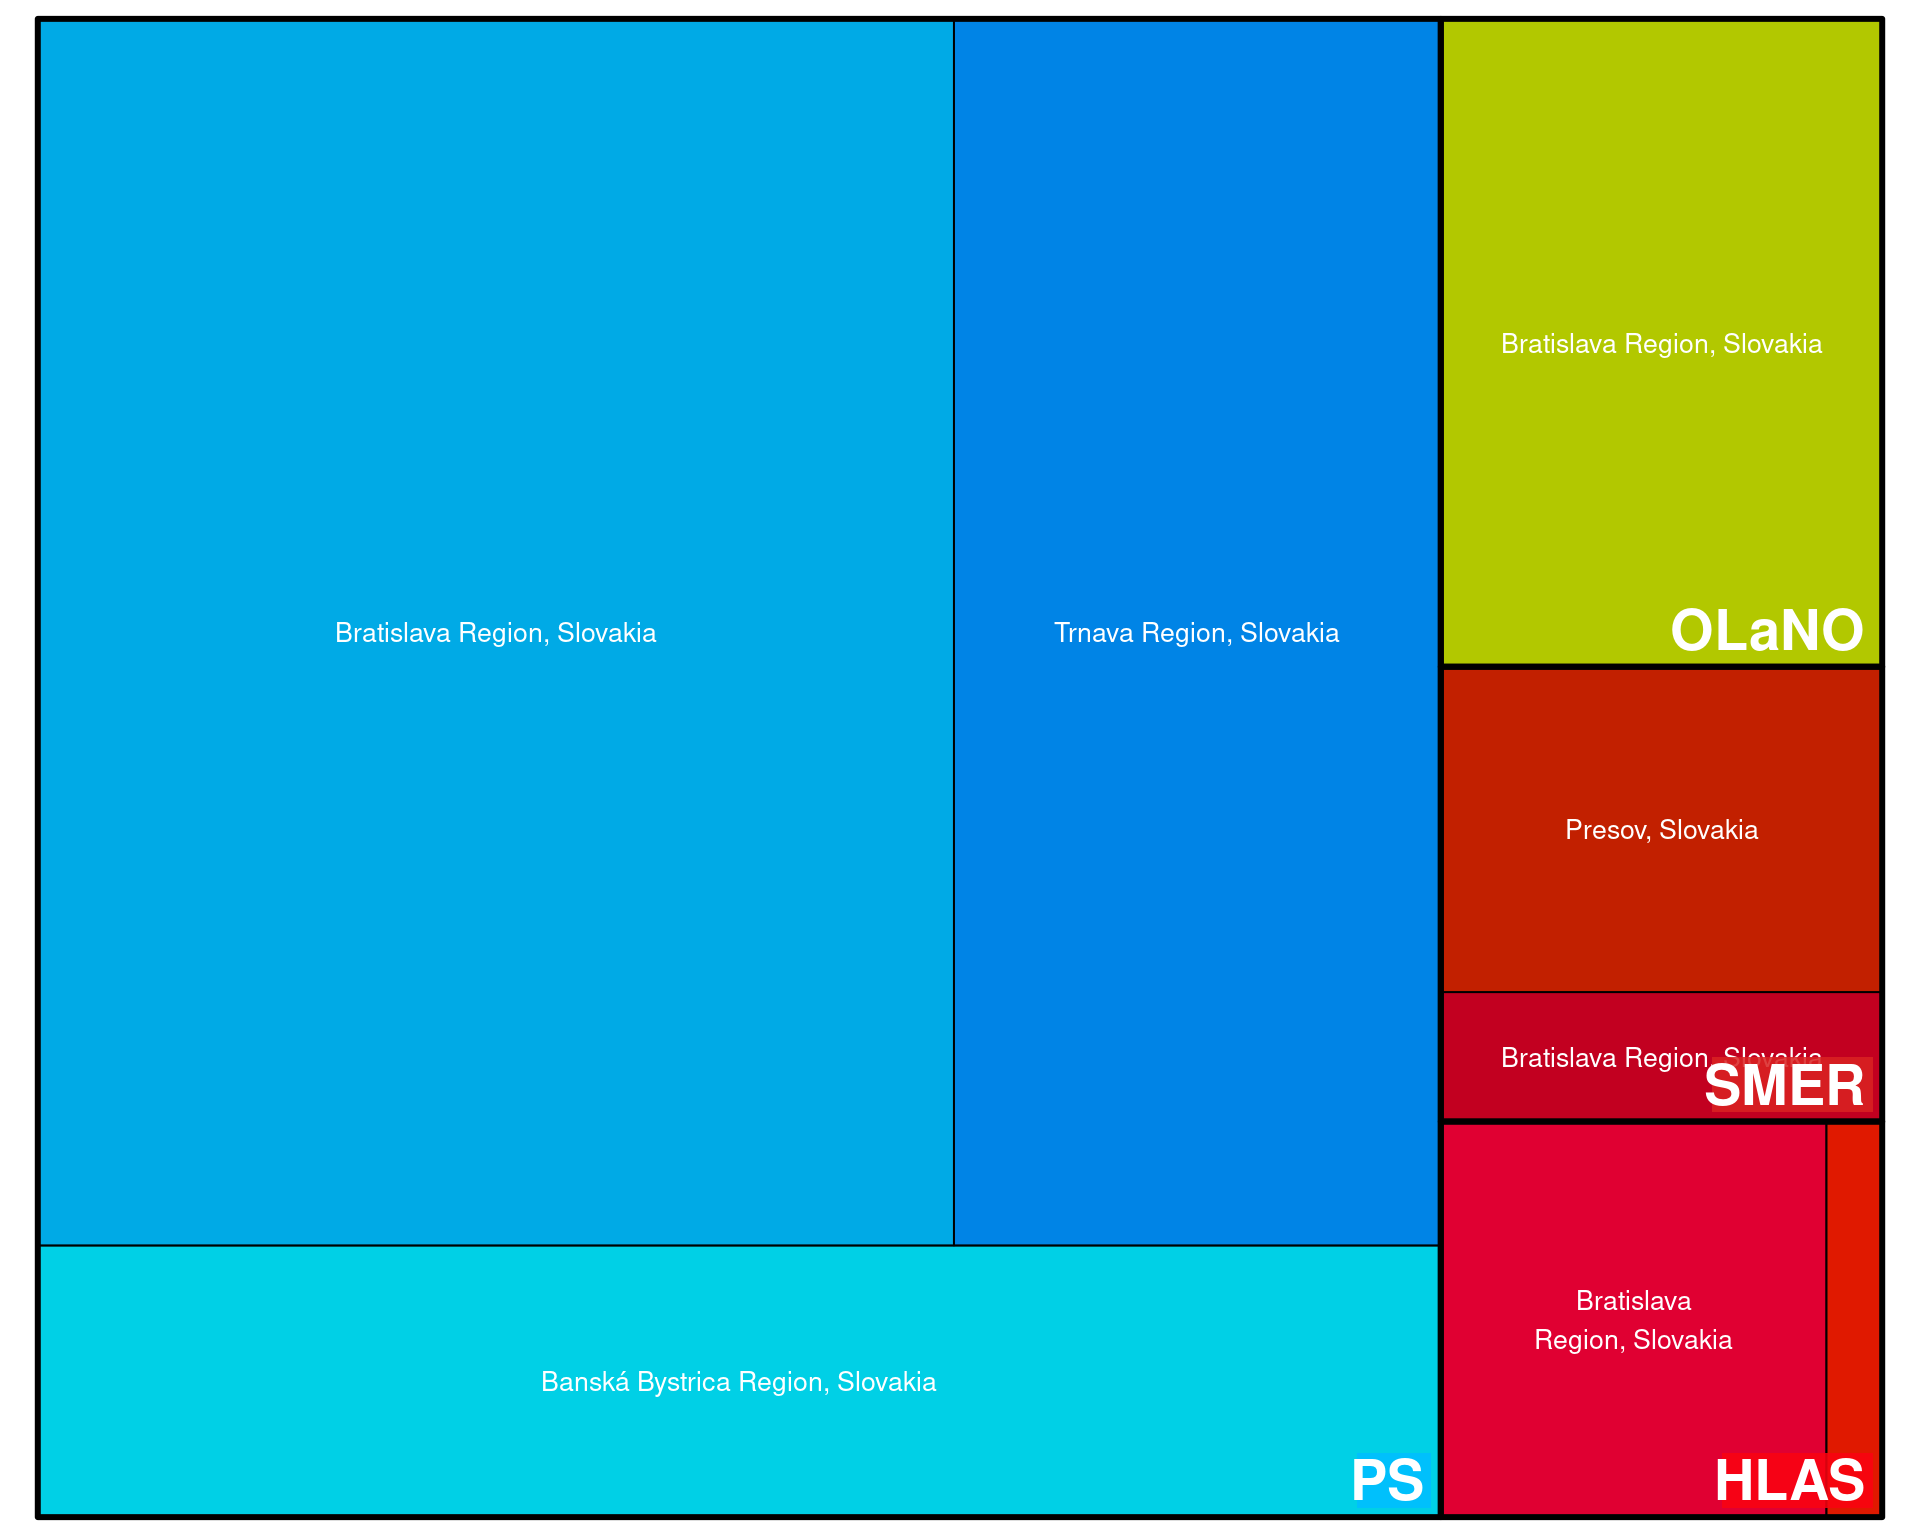 Bratislava Region, Slovakia
Trnava Region, Slovakia
Banská Bystrica Region, Slovakia
PS
Bratislava Region, Slovakia
OLaNO
Presov, Slovakia
Bratislava Region, Slovakia
SMER
Bratislava
Region, Slovakia
HLAS